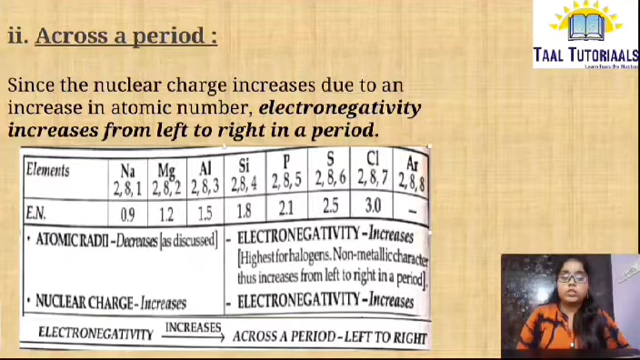 ii. Across a period :
TAAL TUTORIAALS
Since the nuclear charge increases due to an
increase in atomic number, electronegativity
increases from left to right in a period.
Elements Na Mg Al Si P S Cl Ar
2, 8, 1 2, 8, 2 2, 8, 3 2, 8, 4 2, 8, 5 2, 8, 6 2, 8, 7 2, 8, 8
E.N. 0.9 1.2 1.5 1.8 2.1 2.5 3.0 –
• ATOMIC RADII – Decreases [as discussed] – ELECTRONEGATIVITY – Increases
[Highest for halogens. Non-metallic character
thus increases from left to right in a period].
• NUCLEAR CHARGE – Increases – ELECTRONEGATIVITY – Increases
ELECTRONEGATIVITY INCREASES → ACROSS A PERIOD – LEFT TO RIGHT